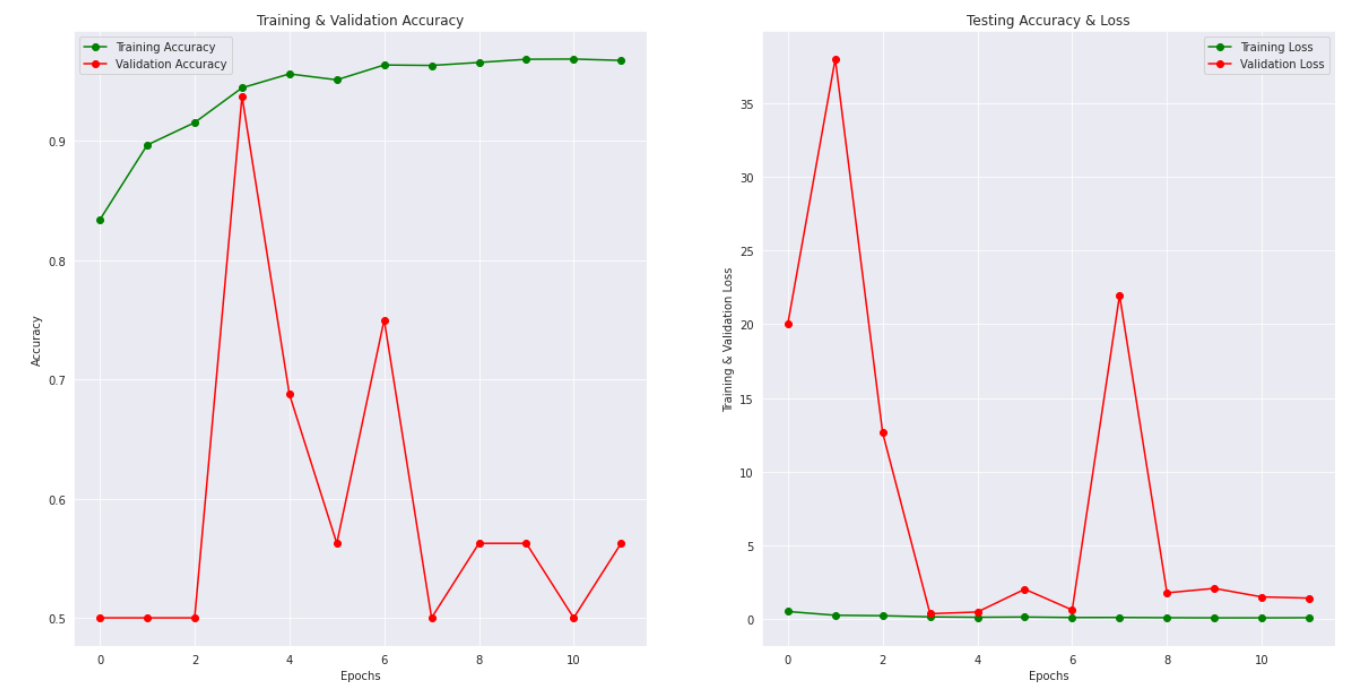 Training & Validation Accuracy
Training Accuracy
Validation Accuracy
0.9
0.8
0.7
0.6
0.5
Accuracy
0 2 4 6 8 10
Epochs
Testing Accuracy & Loss
Training Loss
Validation Loss
35
30
25
20
15
10
5
0
Training & Validation Loss
0 2 4 6 8 10
Epochs